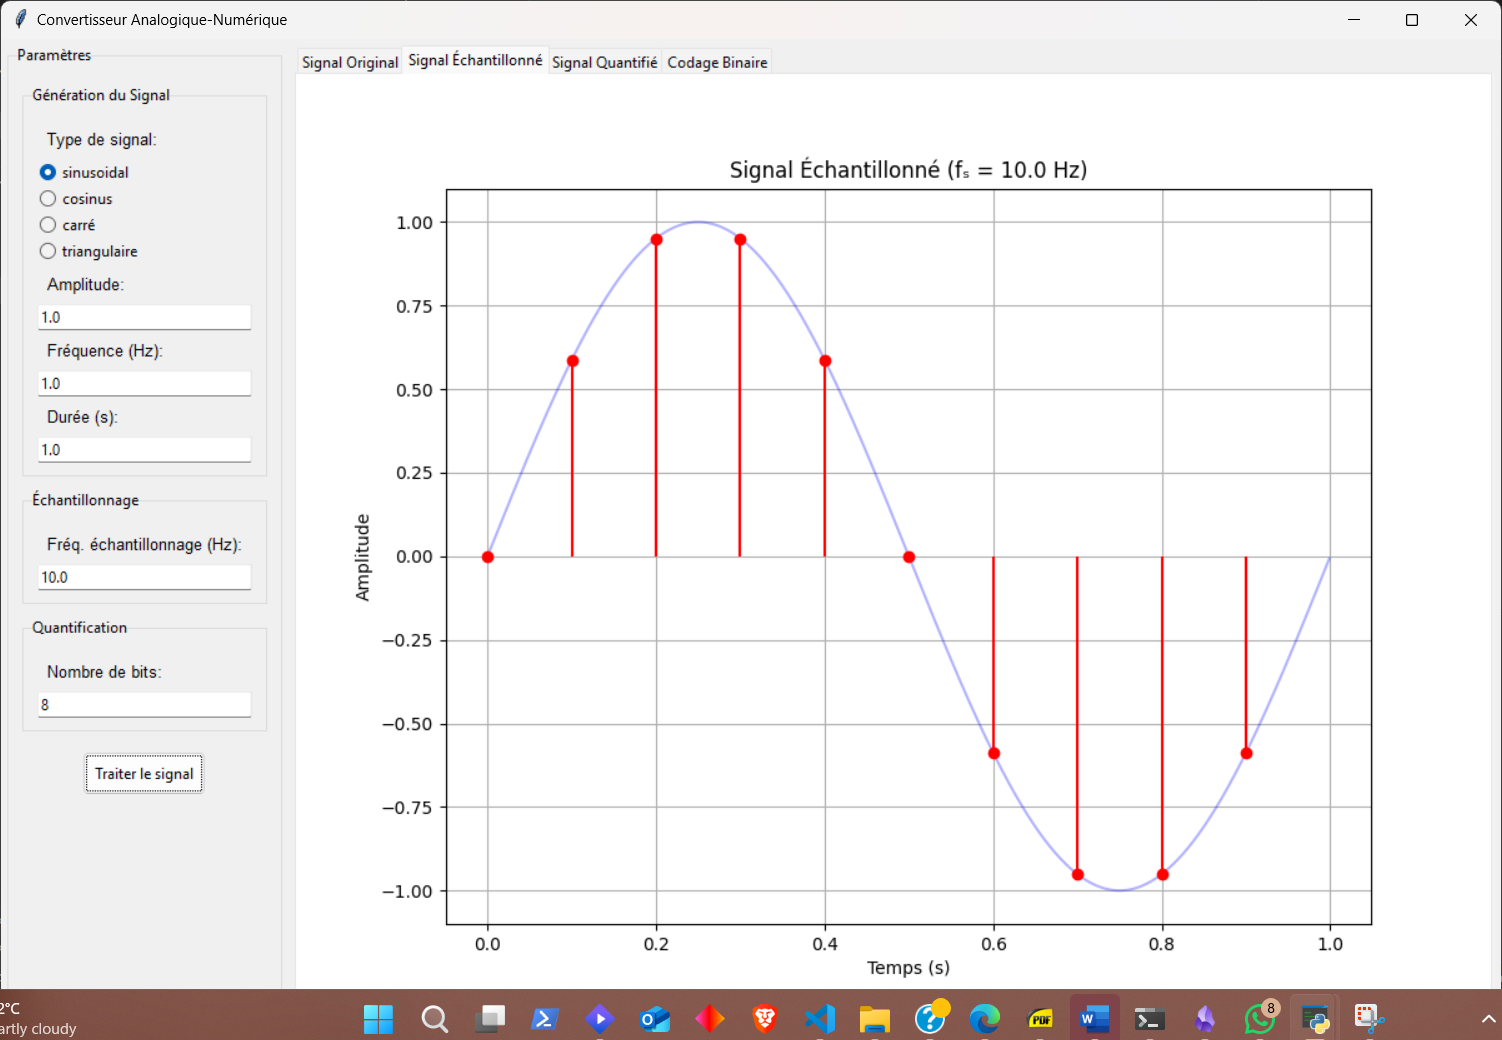 Convertisseur Analogique-Numérique
Paramètres
Génération du Signal
Type de signal:
sinusoidal
cosinus
carré
triangulaire
Amplitude:
1.0
Fréquence (Hz):
1.0
Durée (s):
1.0
Échantillonnage
Fréq. échantillonnage (Hz):
10.0
Quantification
Nombre de bits:
8
Traiter le signal
Signal Original Signal Échantillonné Signal Quantifié Codage Binaire
Signal Échantillonné (fₛ = 10.0 Hz)
1.00
0.75
0.50
0.25
0.00
−0.25
−0.50
−0.75
−1.00
Amplitude
0.0 0.2 0.4 0.6 0.8 1.0
Temps (s)
2°C
artly cloudy
PDF
8